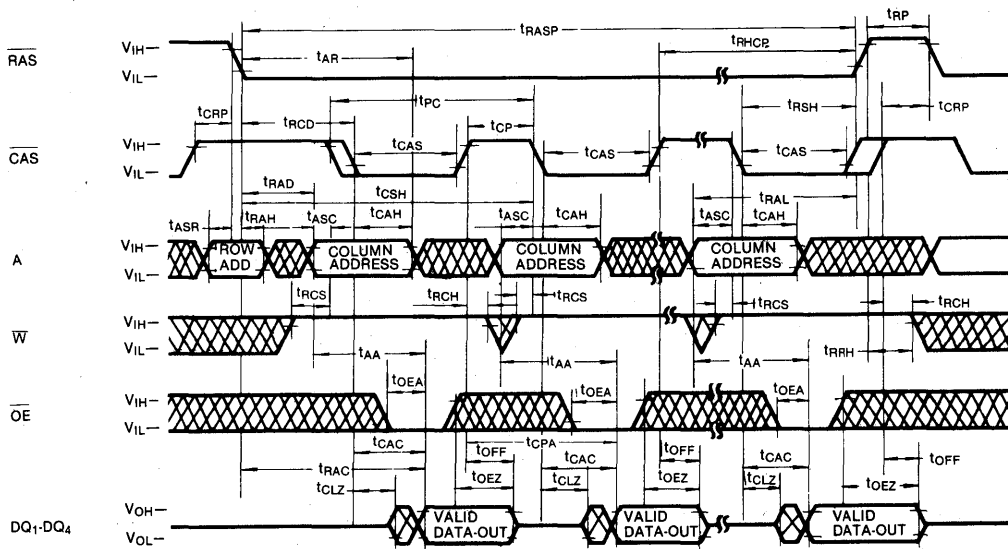 tRASP tRP
RAS VIH tAR tRHCP
VIL
tCRP tRCD tPC tCP tRSH tCRP
CAS VIH tCAS tCAS tCAS
VIL
tRAD tCSH tRAL
tASR tRAH tASC tCAH tASC tCAH tASC tCAH
A VIH ROW ADD COLUMN ADDRESS COLUMN ADDRESS COLUMN ADDRESS
VIL
tRCS tRCH tRCS tRCS tRCH
W VIH
VIL tAA tAA tAA tRRH
tOEA tOEA tOEA
OE VIH
VIL
tCAC tCPA
tRAC tOFF tCAC tOFF tCAC tOFF
tCLZ tOEZ tCLZ tOEZ tCLZ tOEZ
DQ1-DQ4 VOH VALID DATA-OUT VALID DATA-OUT VALID DATA-OUT
VOL